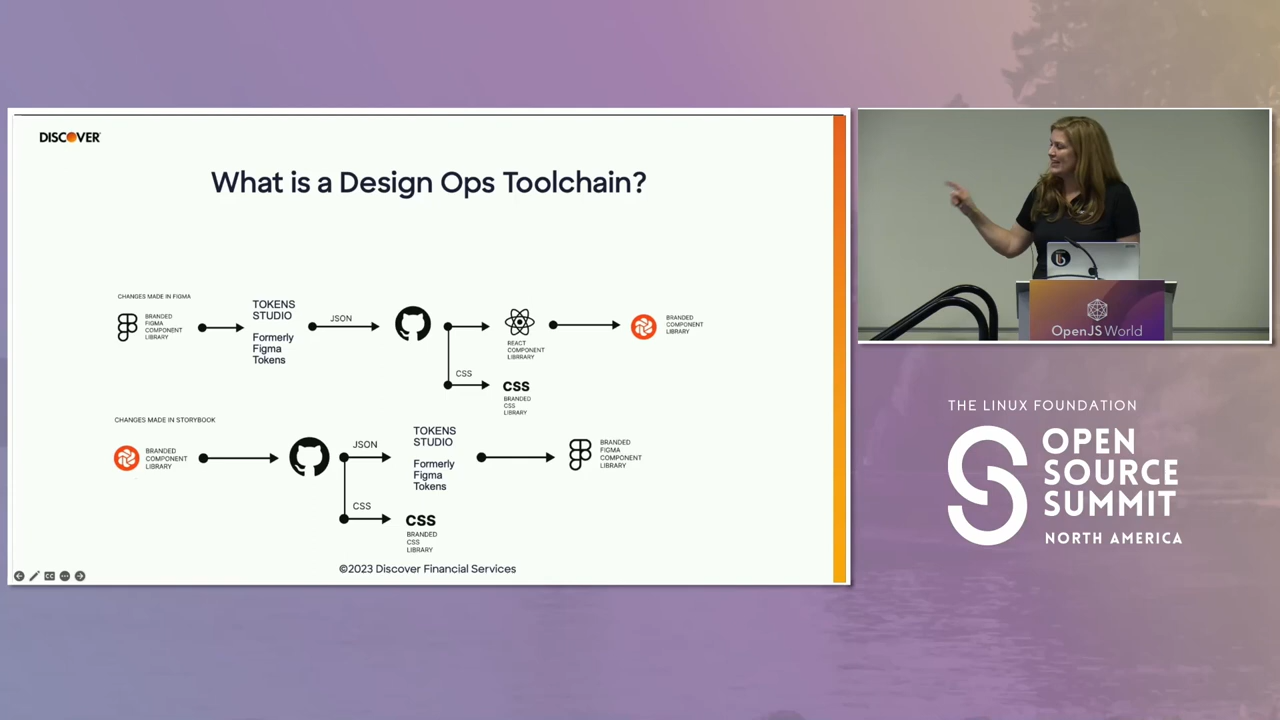 DISCOVER
What is a Design Ops Toolchain?
CHANGES MADE IN FIGMA
BRANDED
FIGMA
COMPONENT
LIBRARY
TOKENS
STUDIO
Formerly
Figma
Tokens
JSON
REACT
COMPONENT
LIBRRARY
BRANDED
COMPONENT
LIBRARY
CSS
CSS
BRANDED
CSS
LIBRARY
CHANGES MADE IN STORYBOOK
BRANDED
COMPONENT
LIBRARY
JSON
TOKENS
STUDIO
Formerly
Figma
Tokens
BRANDED
FIGMA
COMPONENT
LIBRARY
CSS
CSS
BRANDED
CSS
LIBRARY
©2023 Discover Financial Services
CC
OpenJS World
THE LINUX FOUNDATION
OPEN
SOURCE
SUMMIT
NORTH AMERICA